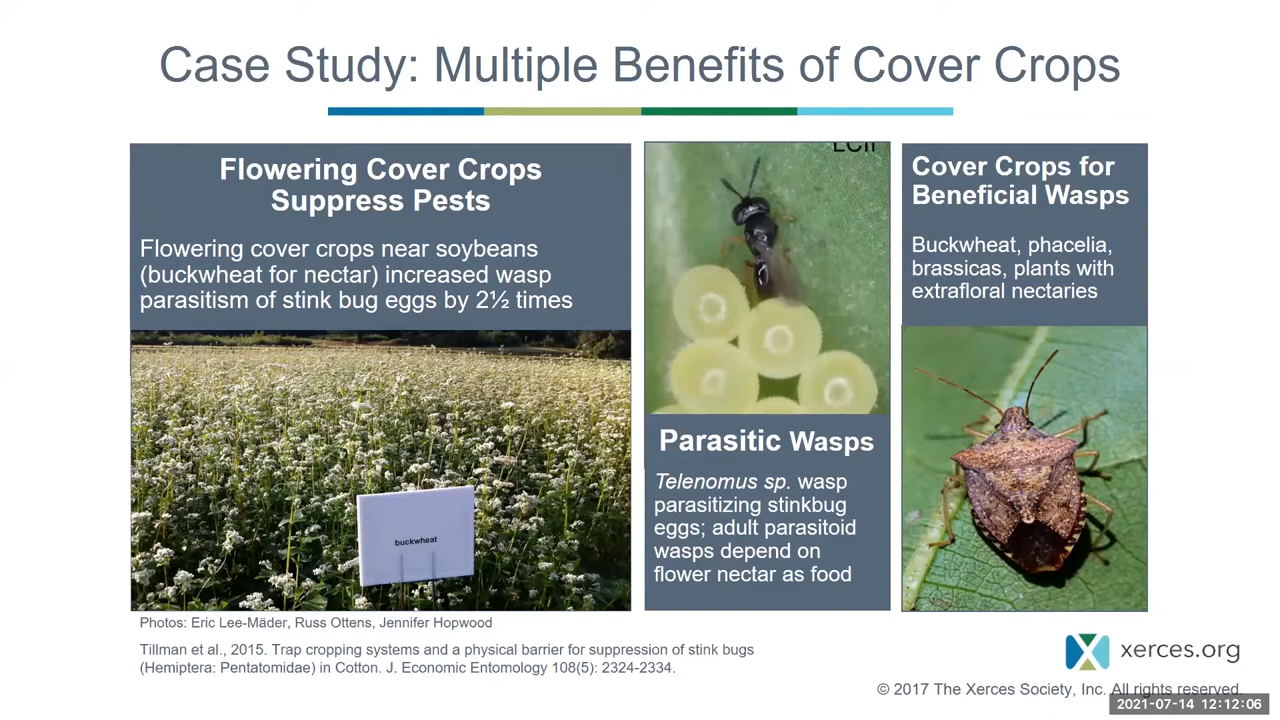 Case Study: Multiple Benefits of Cover Crops
Flowering Cover Crops
Suppress Pests
Flowering cover crops near soybeans
(buckwheat for nectar) increased wasp
parasitism of stink bug eggs by 2½ times
buckwheat
Parasitic Wasps
Telenomus sp. wasp
parasitizing stinkbug
eggs; adult parasitoid
wasps depend on
flower nectar as food
Cover Crops for
Beneficial Wasps
Buckwheat, phacelia,
brassicas, plants with
extrafloral nectaries
Photos: Eric Lee-Mäder, Russ Ottens, Jennifer Hopwood
Tillman et al., 2015. Trap cropping systems and a physical barrier for suppression of stink bugs
(Hemiptera: Pentatomidae) in Cotton. J. Economic Entomology 108(5): 2324-2334.
xerces.org
© 2017 The Xerces Society, Inc. All rights reserved.
2021-07-14 12:12:06